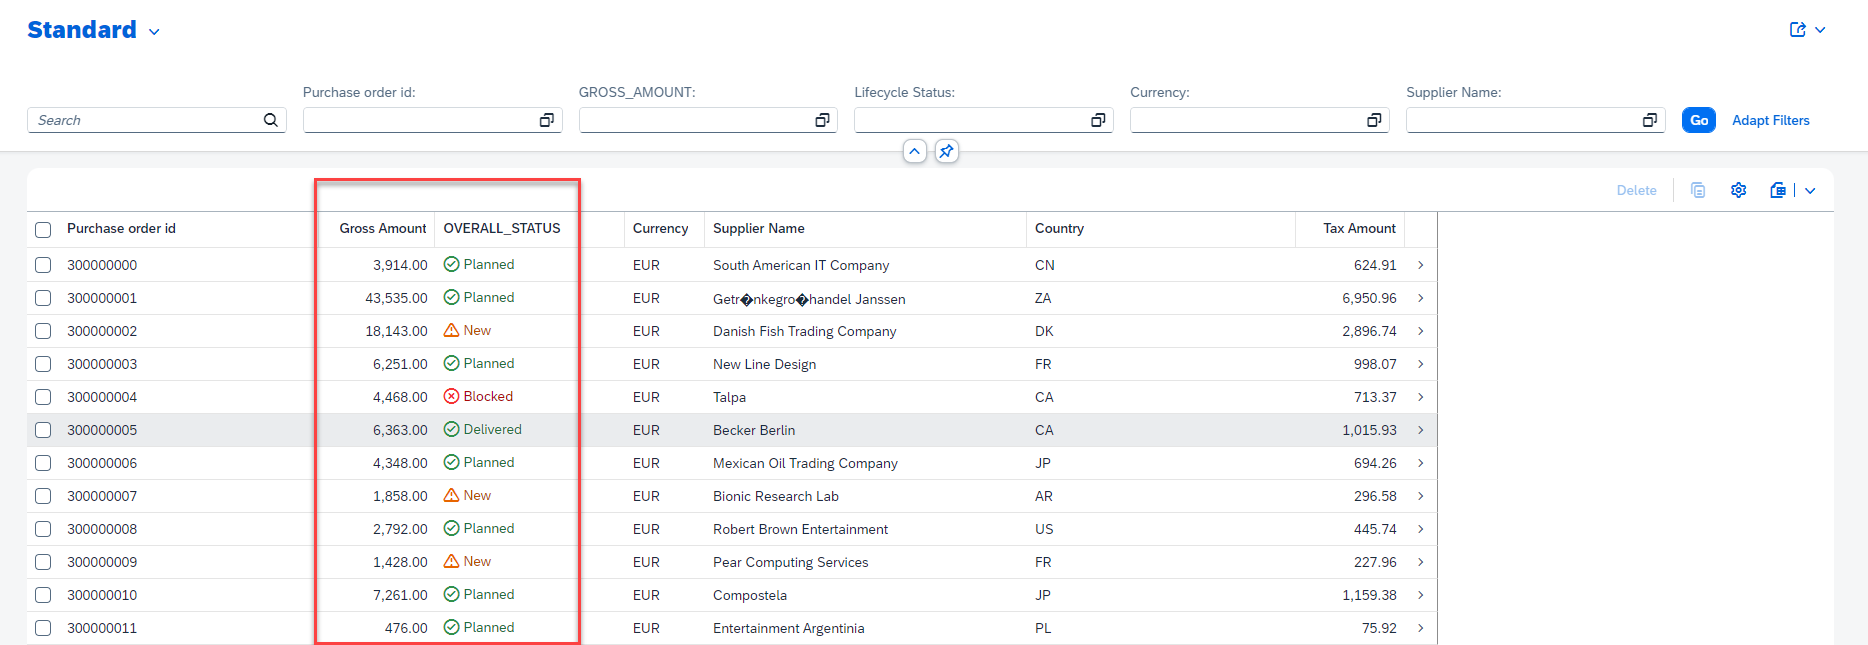 Standard
Purchase order id: GROSS_AMOUNT: Lifecycle Status: Currency: Supplier Name:
Search Go Adapt Filters
Delete
Purchase order id Gross Amount OVERALL_STATUS Currency Supplier Name Country Tax Amount
300000000 3,914.00 Planned EUR South American IT Company CN 624.91
300000001 43,535.00 Planned EUR Getr�nkegro�handel Janssen ZA 6,950.96
300000002 18,143.00 New EUR Danish Fish Trading Company DK 2,896.74
300000003 6,251.00 Planned EUR New Line Design FR 998.07
300000004 4,468.00 Blocked EUR Talpa CA 713.37
300000005 6,363.00 Delivered EUR Becker Berlin CA 1,015.93
300000006 4,348.00 Planned EUR Mexican Oil Trading Company JP 694.26
300000007 1,858.00 New EUR Bionic Research Lab AR 296.58
300000008 2,792.00 Planned EUR Robert Brown Entertainment US 445.74
300000009 1,428.00 New EUR Pear Computing Services FR 227.96
300000010 7,261.00 Planned EUR Compostela JP 1,159.38
300000011 476.00 Planned EUR Entertainment Argentinia PL 75.92